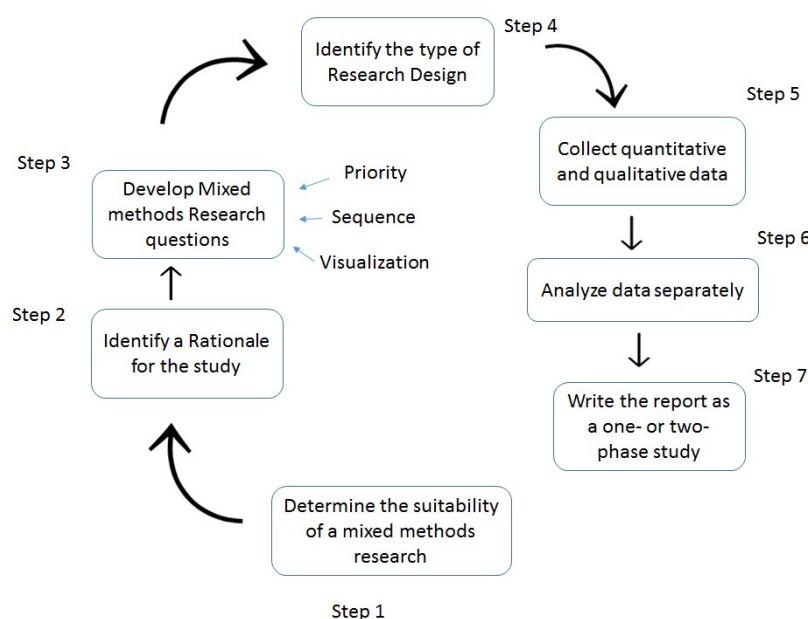 Step 4
Identify the type of
Research Design
Step 5
Collect quantitative
and qualitative data
Step 3
Develop Mixed
methods Research
questions
Priority
Sequence
Visualization
Step 6
Analyze data separately
Step 2
Identify a Rationale
for the study
Step 7
Write the report as
a one- or two-
phase study
Determine the suitability
of a mixed methods
research
Step 1